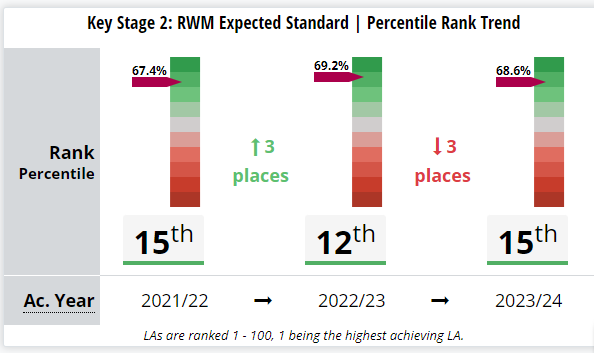 Key Stage 2: RWM Expected Standard | Percentile Rank Trend
67.4%
69.2%
68.6%
Rank
Percentile
↑ 3
places
↓ 3
places
15th
12th
15th
Ac. Year
2021/22 → 2022/23 → 2023/24
LAs are ranked 1 - 100, 1 being the highest achieving LA.